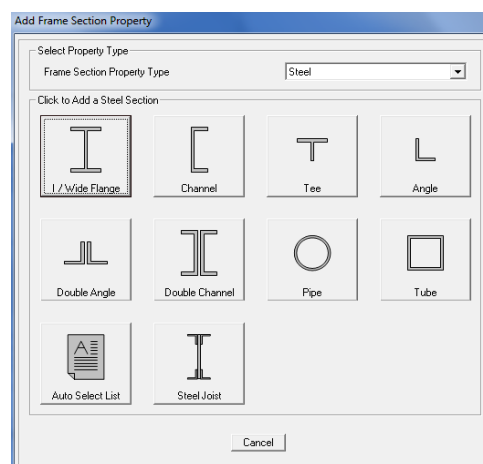 Add Frame Section Property
Select Property Type
Frame Section Property Type Steel
Click to Add a Steel Section
I / Wide Flange Channel Tee Angle
Double Angle Double Channel Pipe Tube
Auto Select List Steel Joist
Cancel